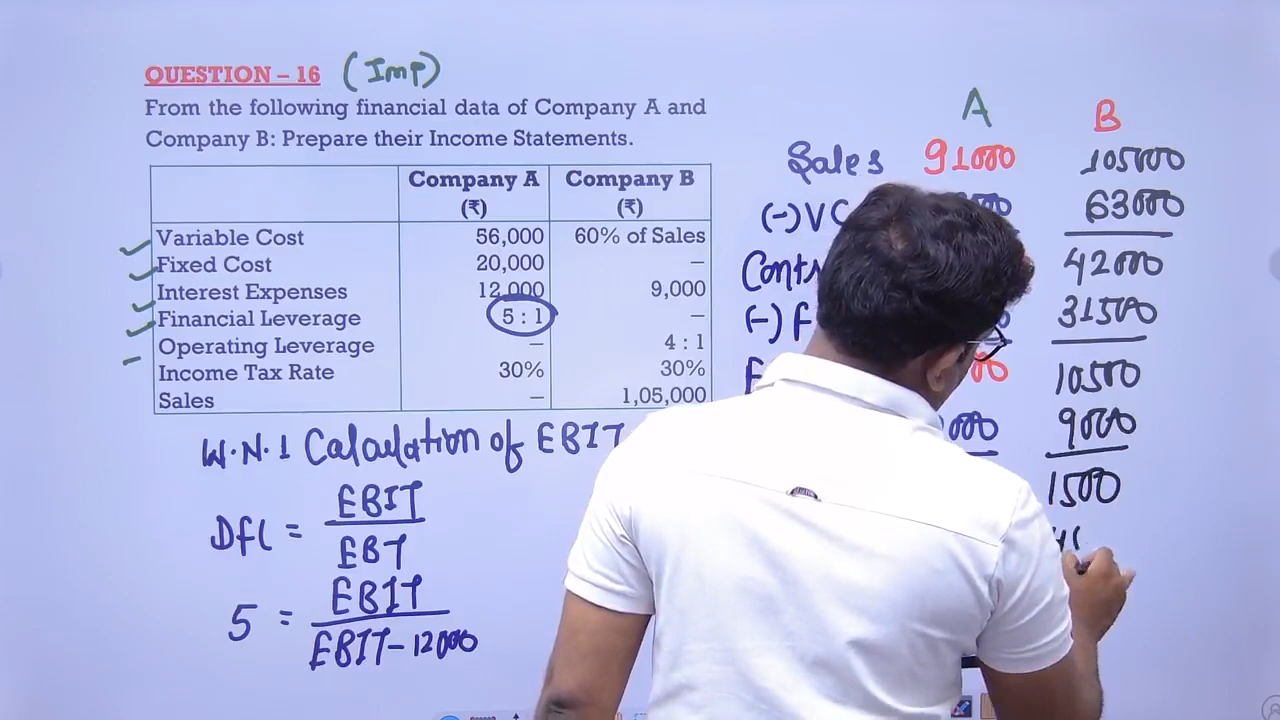 QUESTION – 16 (Imp)
From the following financial data of Company A and
Company B: Prepare their Income Statements.
Company A (₹) Company B (₹)
Variable Cost 56,000 60% of Sales
Fixed Cost 20,000 –
Interest Expenses 12,000 9,000
Financial Leverage 5 : 1 –
Operating Leverage – 4 : 1
Income Tax Rate 30% 30%
Sales – 1,05,000
W.N.1 Calculation of EBIT
DFL = EBIT / EBT
5 = EBIT / EBIT-12000
A B
Sales 91000 105000
(-) VC 63000
42000
(-) F 31500
10500
9000
1500